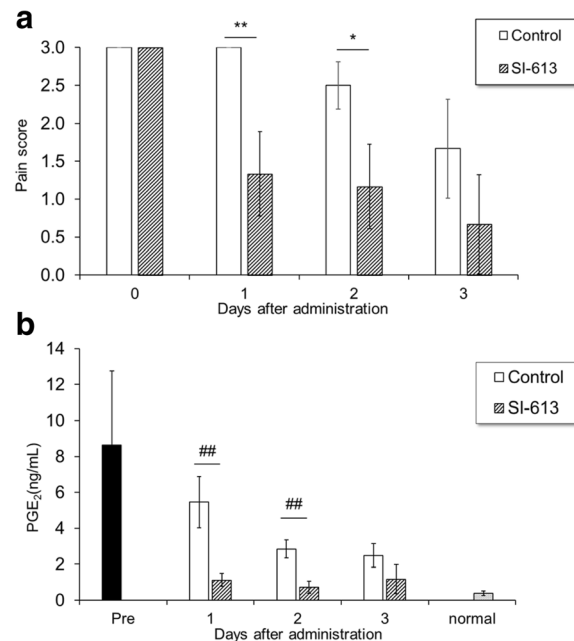 a
3.0
2.5
2.0
1.5
1.0
0.5
0.0
Pain score
**
*
Control
SI-613
0 1 2 3
Days after administration
b
14
12
10
8
6
4
2
0
PGE₂(ng/mL)
##
##
Control
SI-613
Pre 1 2 3 normal
Days after administration